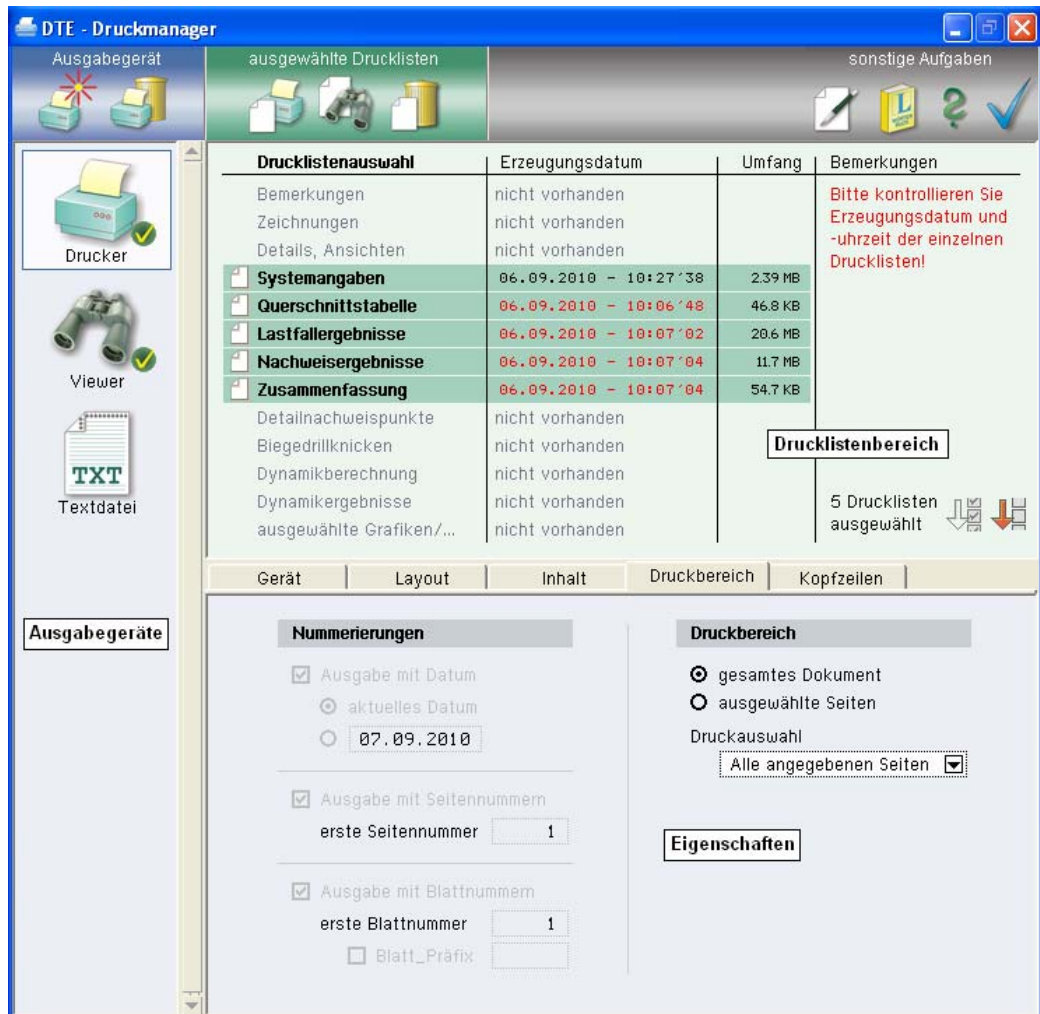 DTE - Druckmanager
Ausgabegerät
ausgewählte Drucklisten
sonstige Aufgaben
L
Drucklistenauswahl Erzeugungsdatum Umfang Bemerkungen
Bemerkungen nicht vorhanden
Zeichnungen nicht vorhanden
Details, Ansichten nicht vorhanden
Systemangaben 06.09.2010 - 10:27´38 2.39 MB
Querschnittstabelle 06.09.2010 - 10:06´48 46.8 KB
Lastfallergebnisse 06.09.2010 - 10:07´02 20.6 MB
Nachweisergebnisse 06.09.2010 - 10:07´04 11.7 MB
Zusammenfassung 06.09.2010 - 10:07´04 54.7 KB
Detailnachweispunkte nicht vorhanden
Biegedrillknicken nicht vorhanden
Dynamikberechnung nicht vorhanden
Dynamikergebnisse nicht vorhanden
ausgewählte Grafiken/... nicht vorhanden
Bitte kontrollieren Sie
Erzeugungsdatum und
-uhrzeit der einzelnen
Drucklisten!
Drucklistenbereich
5 Drucklisten
ausgewählt
Drucker
Viewer
TXT
Textdatei
Ausgabegeräte
Gerät Layout Inhalt Druckbereich Kopfzeilen
Nummerierungen
Ausgabe mit Datum
aktuelles Datum
07.09.2010
Ausgabe mit Seitennummern
erste Seitennummer 1
Ausgabe mit Blattnummern
erste Blattnummer 1
Blatt_Präfix
Druckbereich
gesamtes Dokument
ausgewählte Seiten
Druckauswahl
Alle angegebenen Seiten
Eigenschaften